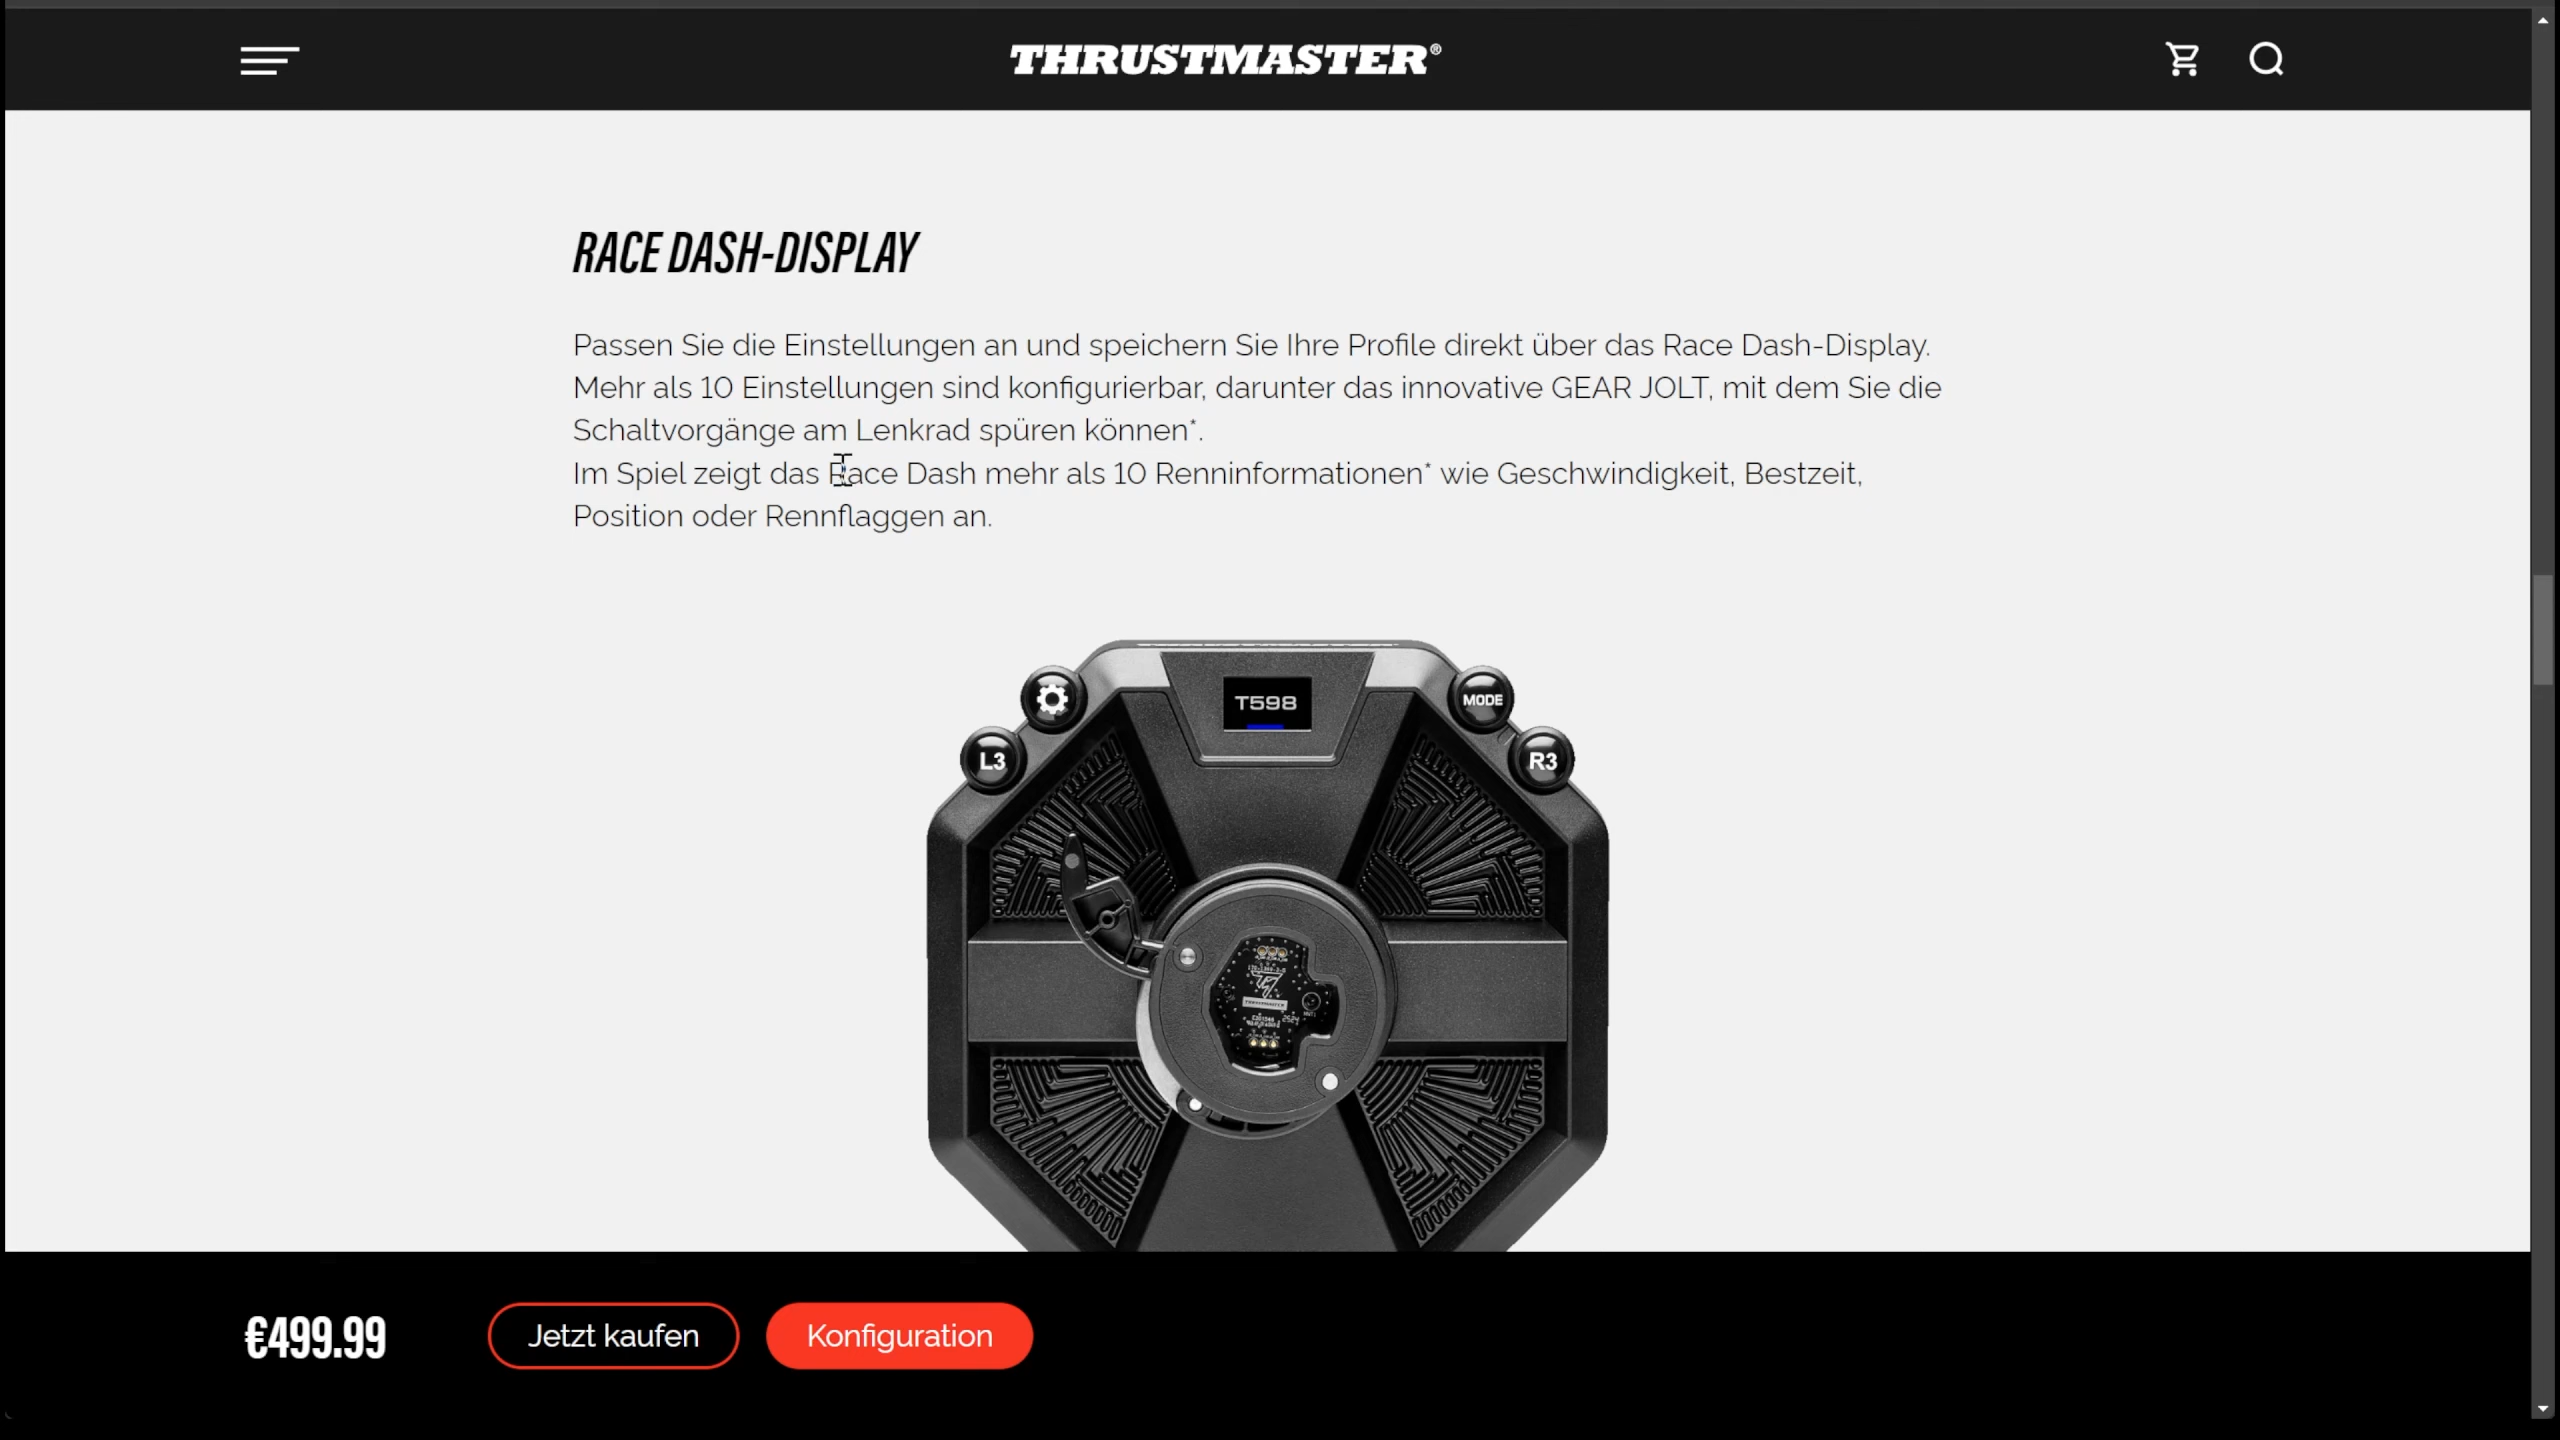 THRUSTMASTER®
RACE DASH-DISPLAY
Passen Sie die Einstellungen an und speichern Sie Ihre Profile direkt über das Race Dash-Display.
Mehr als 10 Einstellungen sind konfigurierbar, darunter das innovative GEAR JOLT, mit dem Sie die
Schaltvorgänge am Lenkrad spüren können*.
Im Spiel zeigt das Race Dash mehr als 10 Renninformationen* wie Geschwindigkeit, Bestzeit,
Position oder Rennflaggen an.
T598
MODE
L3
R3
€499.99
Jetzt kaufen
Konfiguration